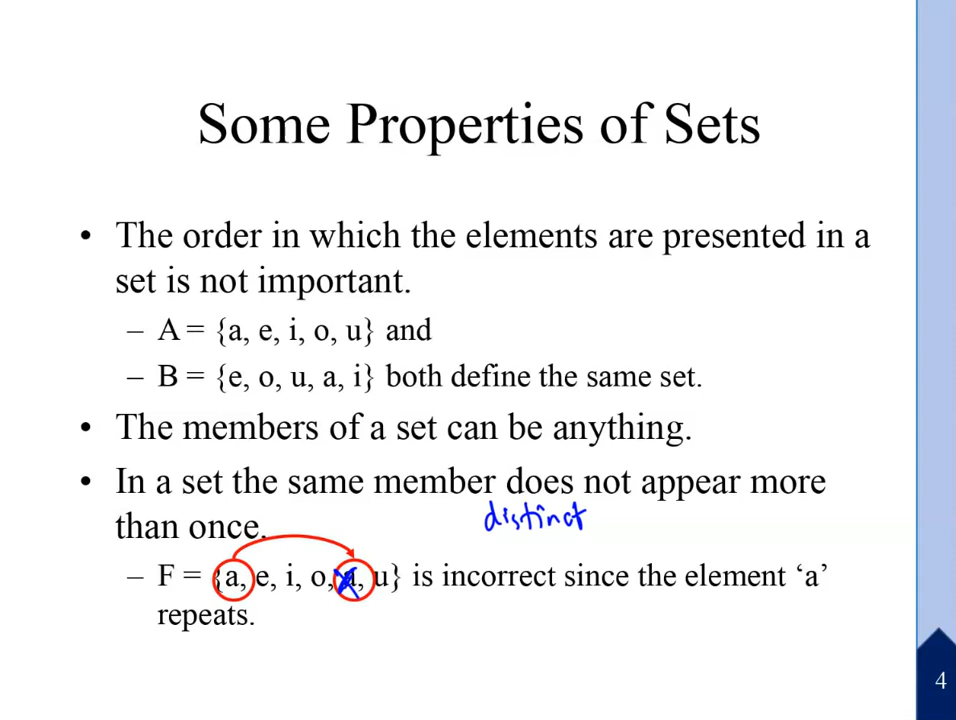 Some Properties of Sets
• The order in which the elements are presented in a
set is not important.
– A = {a, e, i, o, u} and
– B = {e, o, u, a, i} both define the same set.
• The members of a set can be anything.
• In a set the same member does not appear more
than once.
distinct
– F = {a, e, i, o, a, u} is incorrect since the element ‘a’
repeats.
4